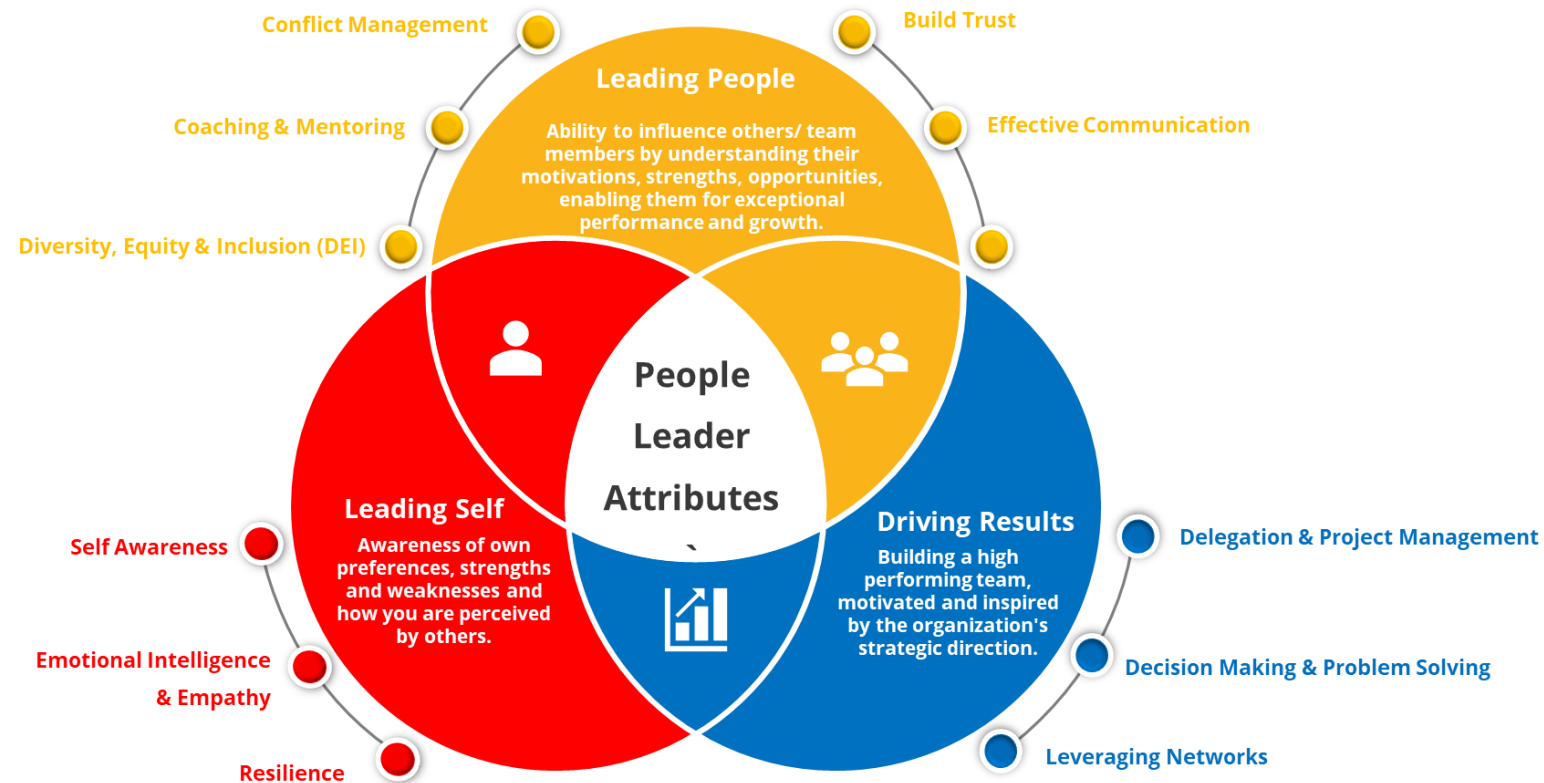 Conflict Management
Build Trust
Leading People
Coaching & Mentoring
Effective Communication
Ability to influence others/ team
members by understanding their
motivations, strengths, opportunities,
enabling them for exceptional
performance and growth.
Diversity, Equity & Inclusion (DEI)
People
Leader
Attributes
`
Leading Self
Awareness of own
preferences, strengths
and weaknesses and
how you are perceived
by others.
Driving Results
Building a high
performing team,
motivated and inspired
by the organization's
strategic direction.
Self Awareness
Emotional Intelligence
& Empathy
Resilience
Delegation & Project Management
Decision Making & Problem Solving
Leveraging Networks